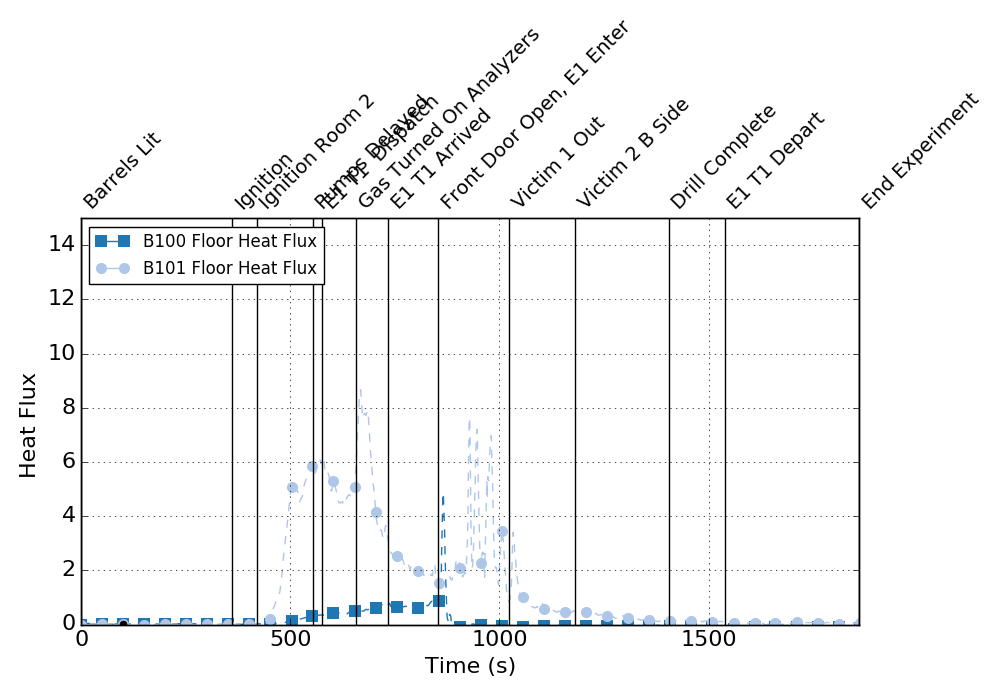 Barrels Lit
Ignition
Ignition Room 2
Pumps Delayed
E1 T1 Dispatch
Gas Turned On Analyzers
E1 T1 Arrived
Front Door Open, E1 Enter
Victim 1 Out
Victim 2 B Side
Drill Complete
E1 T1 Depart
End Experiment
B100 Floor Heat Flux
B101 Floor Heat Flux
14
12
10
8
6
4
2
0
Heat Flux
0 500 1000 1500
Time (s)